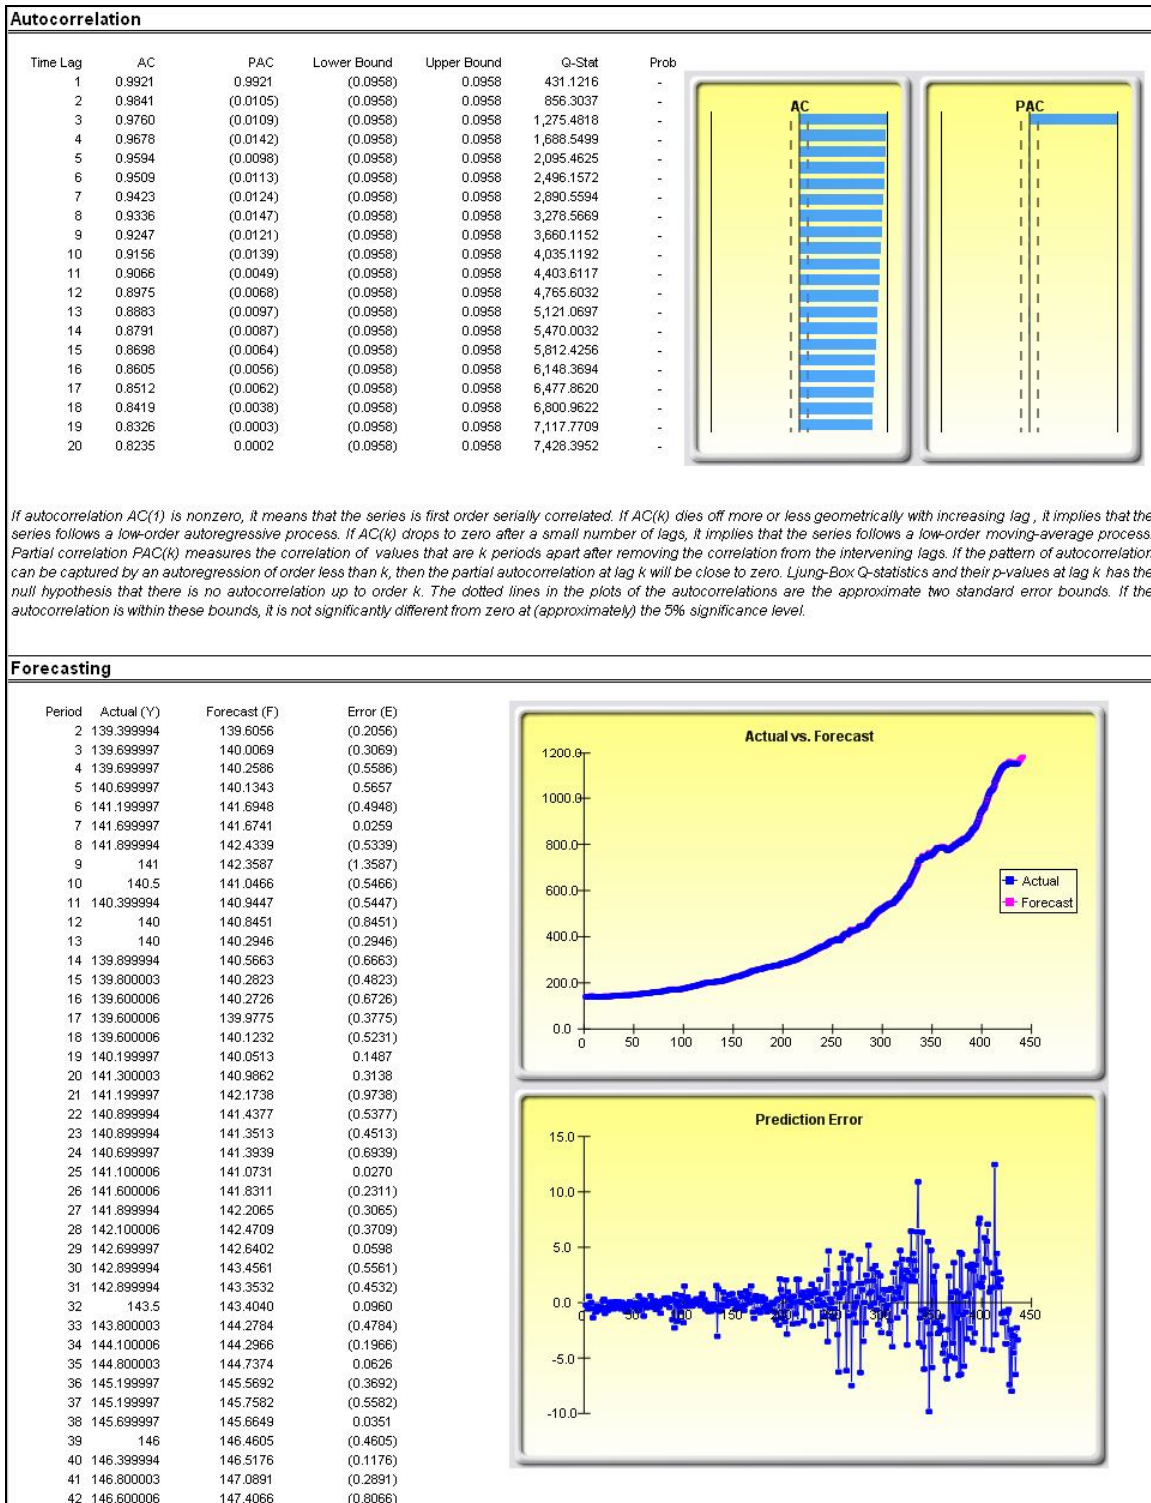 Autocorrelation
Time Lag AC PAC Lower Bound Upper Bound Q-Stat Prob
1 0.9921 0.9921 (0.0958) 0.0958 431.1216 -
2 0.9841 (0.0105) (0.0958) 0.0958 856.3037 -
3 0.9760 (0.0109) (0.0958) 0.0958 1,275.4818 -
4 0.9678 (0.0142) (0.0958) 0.0958 1,688.5499 -
5 0.9594 (0.0098) (0.0958) 0.0958 2,095.4625 -
6 0.9509 (0.0113) (0.0958) 0.0958 2,496.1572 -
7 0.9423 (0.0124) (0.0958) 0.0958 2,890.5594 -
8 0.9336 (0.0147) (0.0958) 0.0958 3,278.5669 -
9 0.9247 (0.0121) (0.0958) 0.0958 3,660.1152 -
10 0.9156 (0.0139) (0.0958) 0.0958 4,035.1192 -
11 0.9066 (0.0049) (0.0958) 0.0958 4,403.6117 -
12 0.8975 (0.0068) (0.0958) 0.0958 4,765.6032 -
13 0.8883 (0.0097) (0.0958) 0.0958 5,121.0697 -
14 0.8791 (0.0087) (0.0958) 0.0958 5,470.0032 -
15 0.8698 (0.0064) (0.0958) 0.0958 5,812.4256 -
16 0.8605 (0.0056) (0.0958) 0.0958 6,148.3694 -
17 0.8512 (0.0062) (0.0958) 0.0958 6,477.8620 -
18 0.8419 (0.0038) (0.0958) 0.0958 6,800.9622 -
19 0.8326 (0.0003) (0.0958) 0.0958 7,117.7709 -
20 0.8235 0.0002 (0.0958) 0.0958 7,428.3952 -
AC
PAC
If autocorrelation AC(1) is nonzero, it means that the series is first order serially correlated. If AC(k) dies off more or less geometrically with increasing lag , it implies that the
series follows a low-order autoregressive process. If AC(k) drops to zero after a small number of lags, it implies that the series follows a low-order moving-average process.
Partial correlation PAC(k) measures the correlation of values that are k periods apart after removing the correlation from the intervening lags. If the pattern of autocorrelation
can be captured by an autoregression of order less than k, then the partial autocorrelation at lag k will be close to zero. Ljung-Box Q-statistics and their p-values at lag k has the
null hypothesis that there is no autocorrelation up to order k. The dotted lines in the plots of the autocorrelations are the approximate two standard error bounds. If the
autocorrelation is within these bounds, it is not significantly different from zero at (approximately) the 5% significance level.
Forecasting
Period Actual (Y) Forecast (F) Error (E)
2 139.399994 139.6056 (0.2056)
3 139.699997 140.0069 (0.3069)
4 139.699997 140.2586 (0.5586)
5 140.699997 140.1343 0.5657
6 141.199997 141.6948 (0.4948)
7 141.699997 141.6741 0.0259
8 141.899994 142.4339 (0.5339)
9 141 142.3587 (1.3587)
10 140.5 141.0466 (0.5466)
11 140.399994 140.9447 (0.5447)
12 140 140.8451 (0.8451)
13 140 140.2946 (0.2946)
14 139.899994 140.5663 (0.6663)
15 139.800003 140.2823 (0.4823)
16 139.600006 140.2726 (0.6726)
17 139.600006 139.9775 (0.3775)
18 139.600006 140.1232 (0.5231)
19 140.199997 140.0513 0.1487
20 141.300003 140.9862 0.3138
21 141.199997 142.1738 (0.9738)
22 140.899994 141.4377 (0.5377)
23 140.899994 141.3513 (0.4513)
24 140.699997 141.3939 (0.6939)
25 141.100006 141.0731 0.0270
26 141.600006 141.8311 (0.2311)
27 141.899994 142.2065 (0.3065)
28 142.100006 142.4709 (0.3709)
29 142.699997 142.6402 0.0598
30 142.899994 143.4561 (0.5561)
31 142.899994 143.3532 (0.4532)
32 143.5 143.4040 0.0960
33 143.800003 144.2784 (0.4784)
34 144.100006 144.2966 (0.1966)
35 144.800003 144.7374 0.0626
36 145.199997 145.5692 (0.3692)
37 145.199997 145.7582 (0.5582)
38 145.699997 145.6649 0.0351
39 146 146.4605 (0.4605)
40 146.399994 146.5176 (0.1176)
41 146.800003 147.0891 (0.2891)
42 146.600006 147.4066 (0.8066)
Actual vs. Forecast
1200.0
1000.0
800.0
600.0
400.0
200.0
0.0
0 50 100 150 200 250 300 350 400 450
Actual
Forecast
Prediction Error
15.0
10.0
5.0
0.0
-5.0
-10.0
0 50 100 150 200 250 300 350 400 450